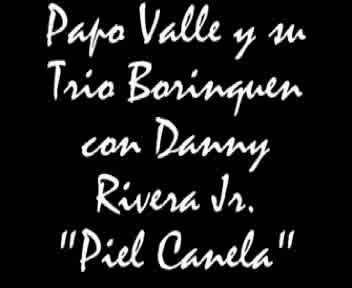 Papo Valle y su
Trio Borinquen
con Danny
Rivera Jr.
"Piel Canela"